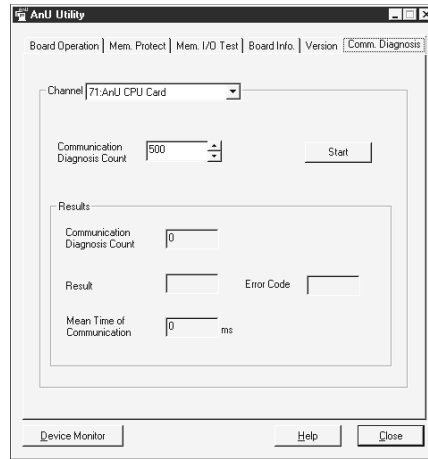 AnU Utility
Board Operation Mem. Protect Mem. I/O Test Board Info. Version Comm. Diagnosis
Channel 71:AnU CPU Card
Communication
Diagnosis Count 500 Start
Results
Communication
Diagnosis Count 0
Result Error Code
Mean Time of
Communication 0 ms
Device Monitor Help Close